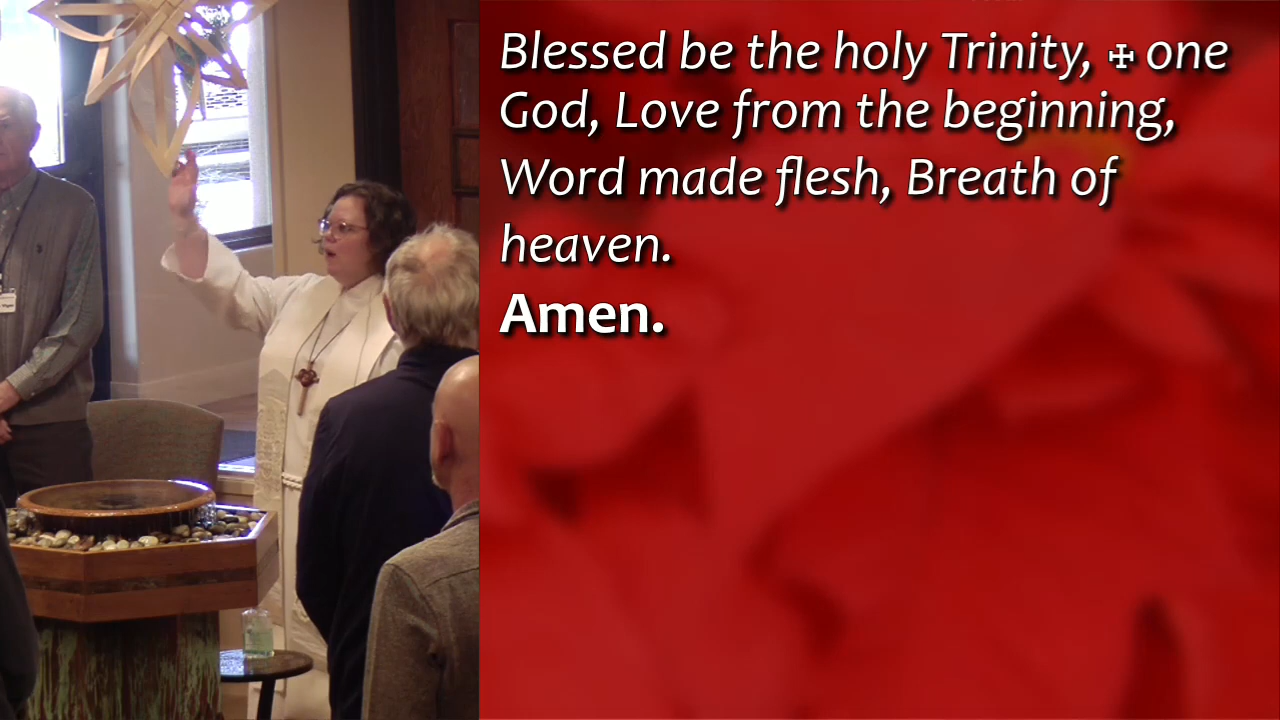 Blessed be the holy Trinity, ☩ one
God, Love from the beginning,
Word made flesh, Breath of
heaven.
Amen.